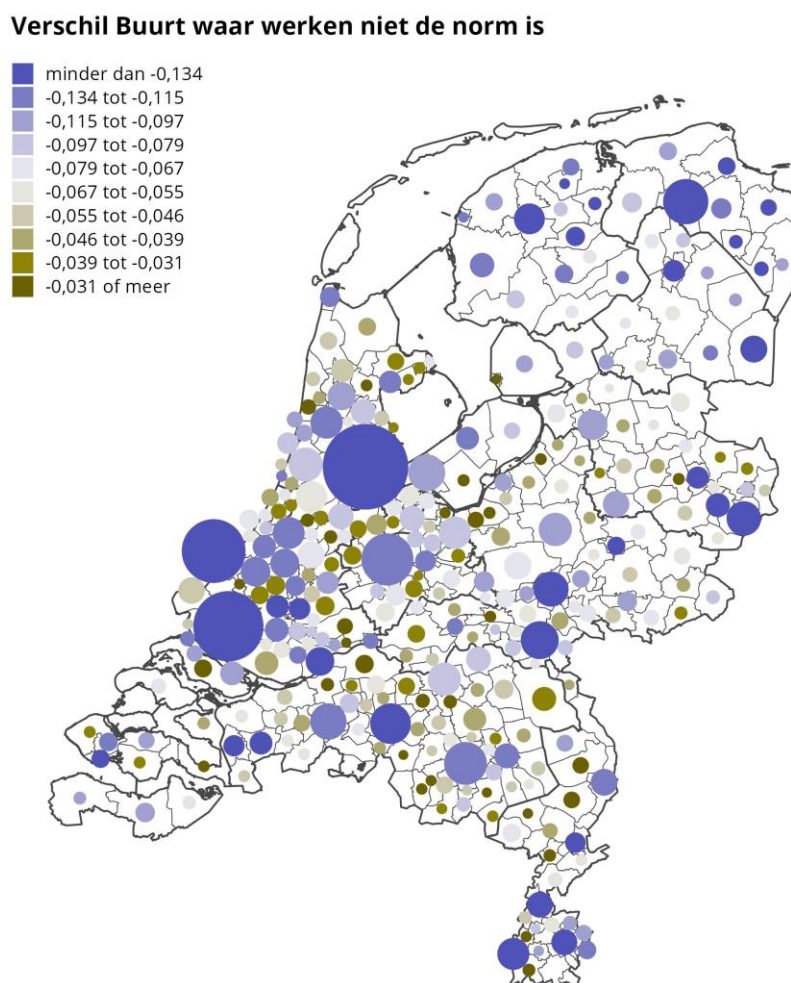 Verschil Buurt waar werken niet de norm is
minder dan -0,134
-0,134 tot -0,115
-0,115 tot -0,097
-0,097 tot -0,079
-0,079 tot -0,067
-0,067 tot -0,055
-0,055 tot -0,046
-0,046 tot -0,039
-0,039 tot -0,031
-0,031 of meer